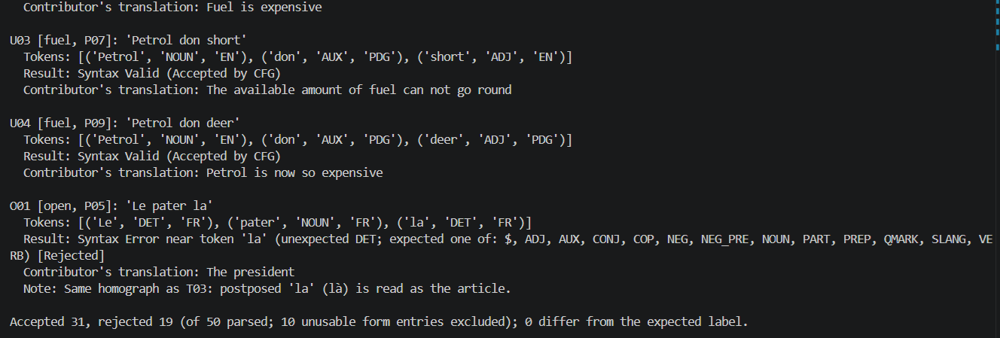 Contributor's translation: Fuel is expensive
U03 [fuel, P07]: 'Petrol don short'
Tokens: [('Petrol', 'NOUN', 'EN'), ('don', 'AUX', 'PDG'), ('short', 'ADJ', 'EN')]
Result: Syntax Valid (Accepted by CFG)
Contributor's translation: The available amount of fuel can not go round
U04 [fuel, P09]: 'Petrol don deer'
Tokens: [('Petrol', 'NOUN', 'EN'), ('don', 'AUX', 'PDG'), ('deer', 'ADJ', 'PDG')]
Result: Syntax Valid (Accepted by CFG)
Contributor's translation: Petrol is now so expensive
O01 [open, P05]: 'Le pater la'
Tokens: [('Le', 'DET', 'FR'), ('pater', 'NOUN', 'FR'), ('la', 'DET', 'FR')]
Result: Syntax Error near token 'la' (unexpected DET; expected one of: $, ADJ, AUX, CONJ, COP, NEG, NEG_PRE, NOUN, PART, PREP, QMARK, SLANG, VE
RB) [Rejected]
Contributor's translation: The president
Note: Same homograph as T03: postposed 'la' (là) is read as the article.
Accepted 31, rejected 19 (of 50 parsed; 10 unusable form entries excluded); 0 differ from the expected label.